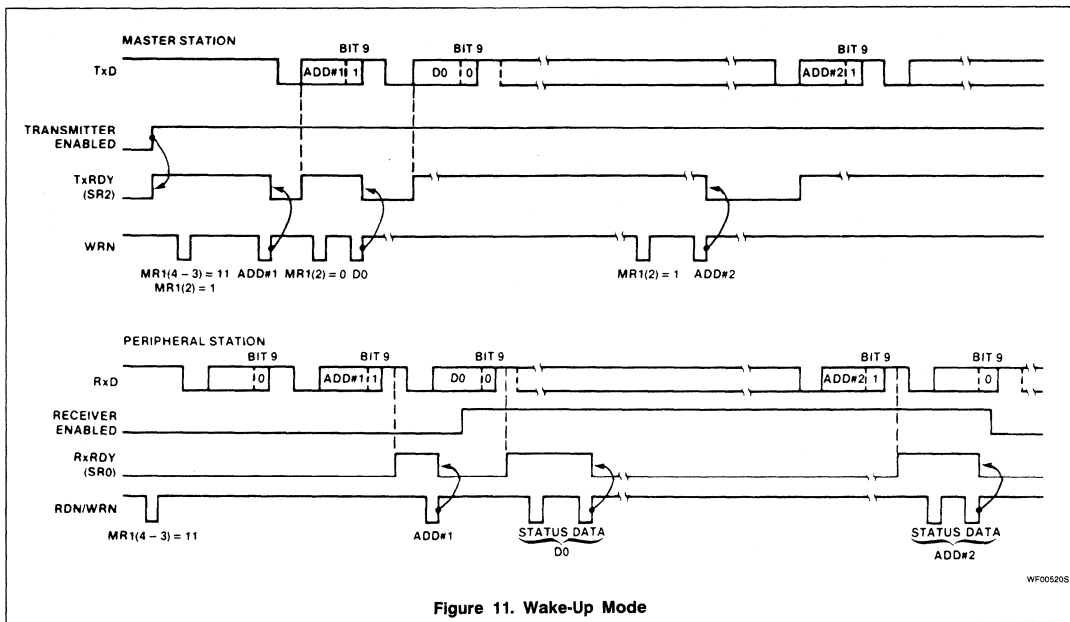 MASTER STATION
BIT 9
BIT 9
BIT 9
TxD
ADD#1
1
D0
0
ADD#2
1
TRANSMITTER
ENABLED
TxRDY
(SR2)
WRN
MR1(4 – 3) = 11 ADD#1 MR1(2) = 0 D0 MR1(2) = 1 ADD#2
MR1(2) = 1
PERIPHERAL STATION
BIT 9
BIT 9
BIT 9
BIT 9
BIT 9
RxD
0
ADD#1
1
D0
0
ADD#2
1
0
RECEIVER
ENABLED
RxRDY
(SR0)
RDN/WRN
MR1(4 – 3) = 11 ADD#1 STATUS DATA STATUS DATA
D0 ADD#2
WF00520S
Figure 11. Wake-Up Mode